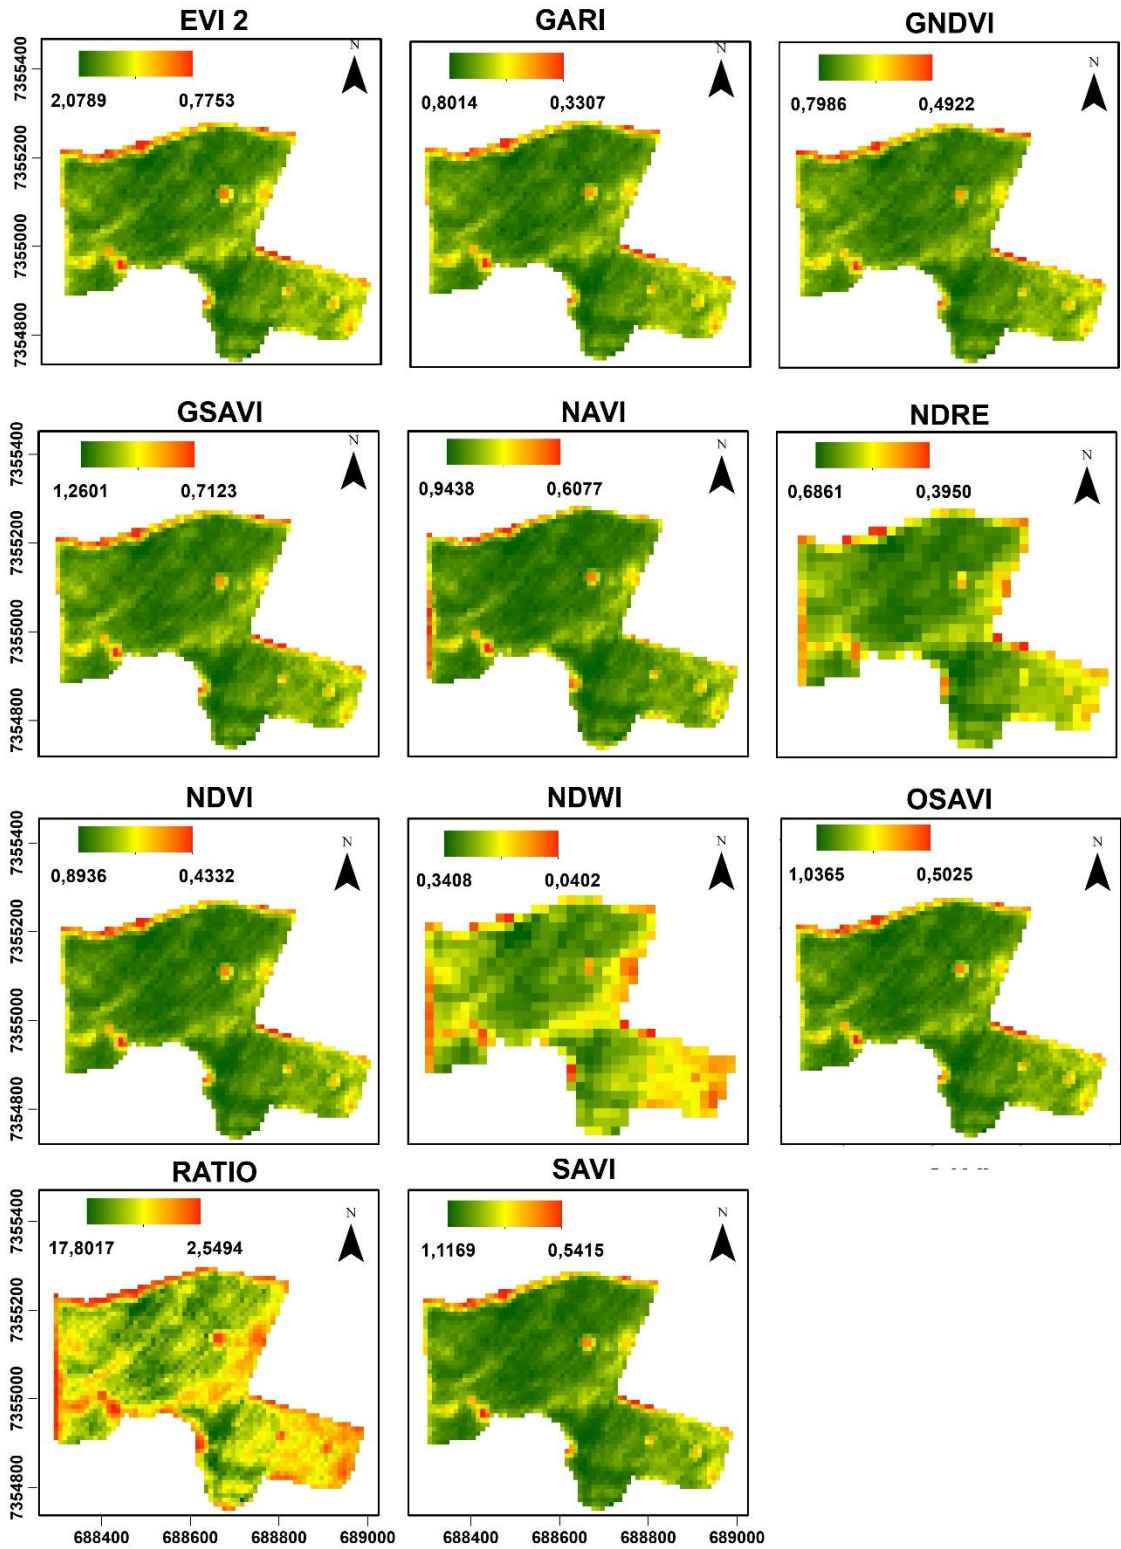 EVI 2 GARI GNDVI
N N N
2,0789 0,7753 0,8014 0,3307 0,7986 0,4922
7355400
7355200
7355000
7354800
GSAVI NAVI NDRE
N N N
1,2601 0,7123 0,9438 0,6077 0,6861 0,3950
7355400
7355200
7355000
7354800
NDVI NDWI OSAVI
N N N
0,8936 0,4332 0,3408 0,0402 1,0365 0,5025
7355400
7355200
7355000
7354800
RATIO SAVI
N N
17,8017 2,5494 1,1169 0,5415
7355400
7355200
7355000
7354800
688400 688600 688800 689000 688400 688600 688800 689000